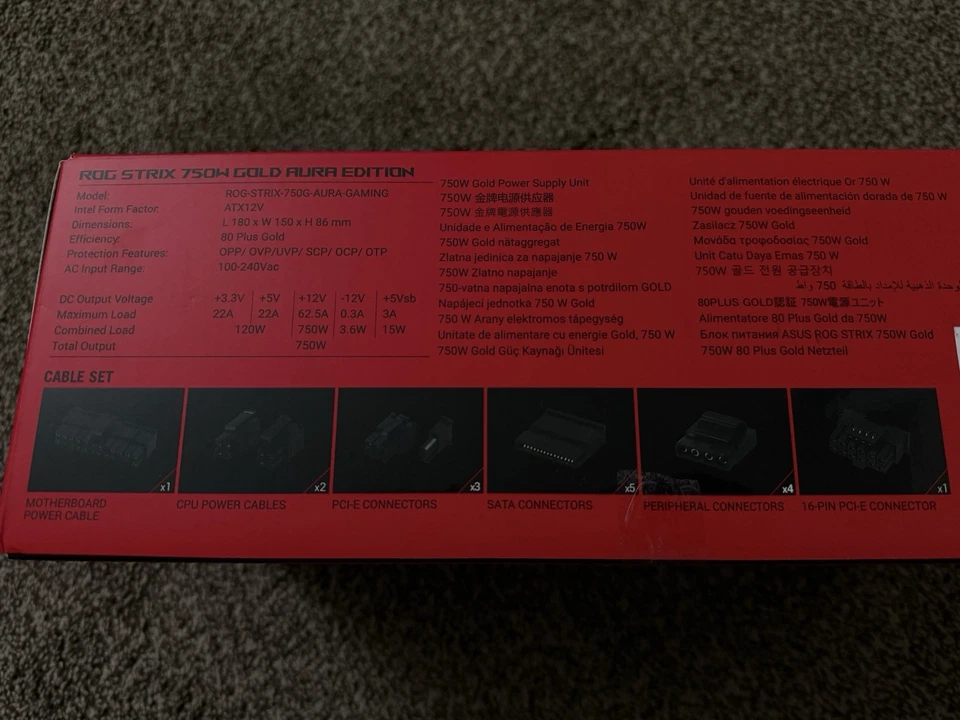 ROG STRIX 750W GOLD AURA EDITION
Model: ROG-STRIX-750G-AURA-GAMING
Intel Form Factor: ATX12V
Dimensions: L 180 x W 150 x H 86 mm
Efficiency: 80 Plus Gold
Protection Features: OPP/ OVP/UVP/ SCP/ OCP/ OTP
AC Input Range: 100-240Vac
DC Output Voltage +3.3V +5V +12V -12V +5Vsb
Maximum Load 22A 22A 62.5A 0.3A 3A
Combined Load 120W 750W 3.6W 15W
Total Output 750W
750W Gold Power Supply Unit
750W 金牌电源供应器
750W 金牌電源供應器
Unidade e Alimentação de Energia 750W
750W Gold nätaggregat
Zlatna jedinica za napajanje 750 W
750W Zlatno napajanje
750-vatna napajalna enota s potrdilom GOLD
Napájecí jednotka 750 W Gold
750 W Arany elektromos tápegység
Unitate de alimentare cu energie Gold, 750 W
750W Gold Güç Kaynağı Ünitesi
Unité d'alimentation électrique Or 750 W
Unidad de fuente de alimentación dorada de 750 W
750W gouden voedingseenheid
Zasilacz 750W Gold
Μονάδα τροφοδοσίας 750W Gold
Unit Catu Daya Emas 750 W
750W 골드 전원 공급장치
الذهبية للإمداد بالطاقة 750 واط
80PLUS GOLD認証 750W電源ユニット
Alimentatore 80 Plus Gold da 750W
Блок питания ASUS ROG STRIX 750W Gold
750W 80 Plus Gold Netzteil
CABLE SET
x1
x2
x3
x5
x4
x1
MOTHERBOARD
POWER CABLE
CPU POWER CABLES
PCI-E CONNECTORS
SATA CONNECTORS
PERIPHERAL CONNECTORS
16-PIN PCI-E CONNECTOR